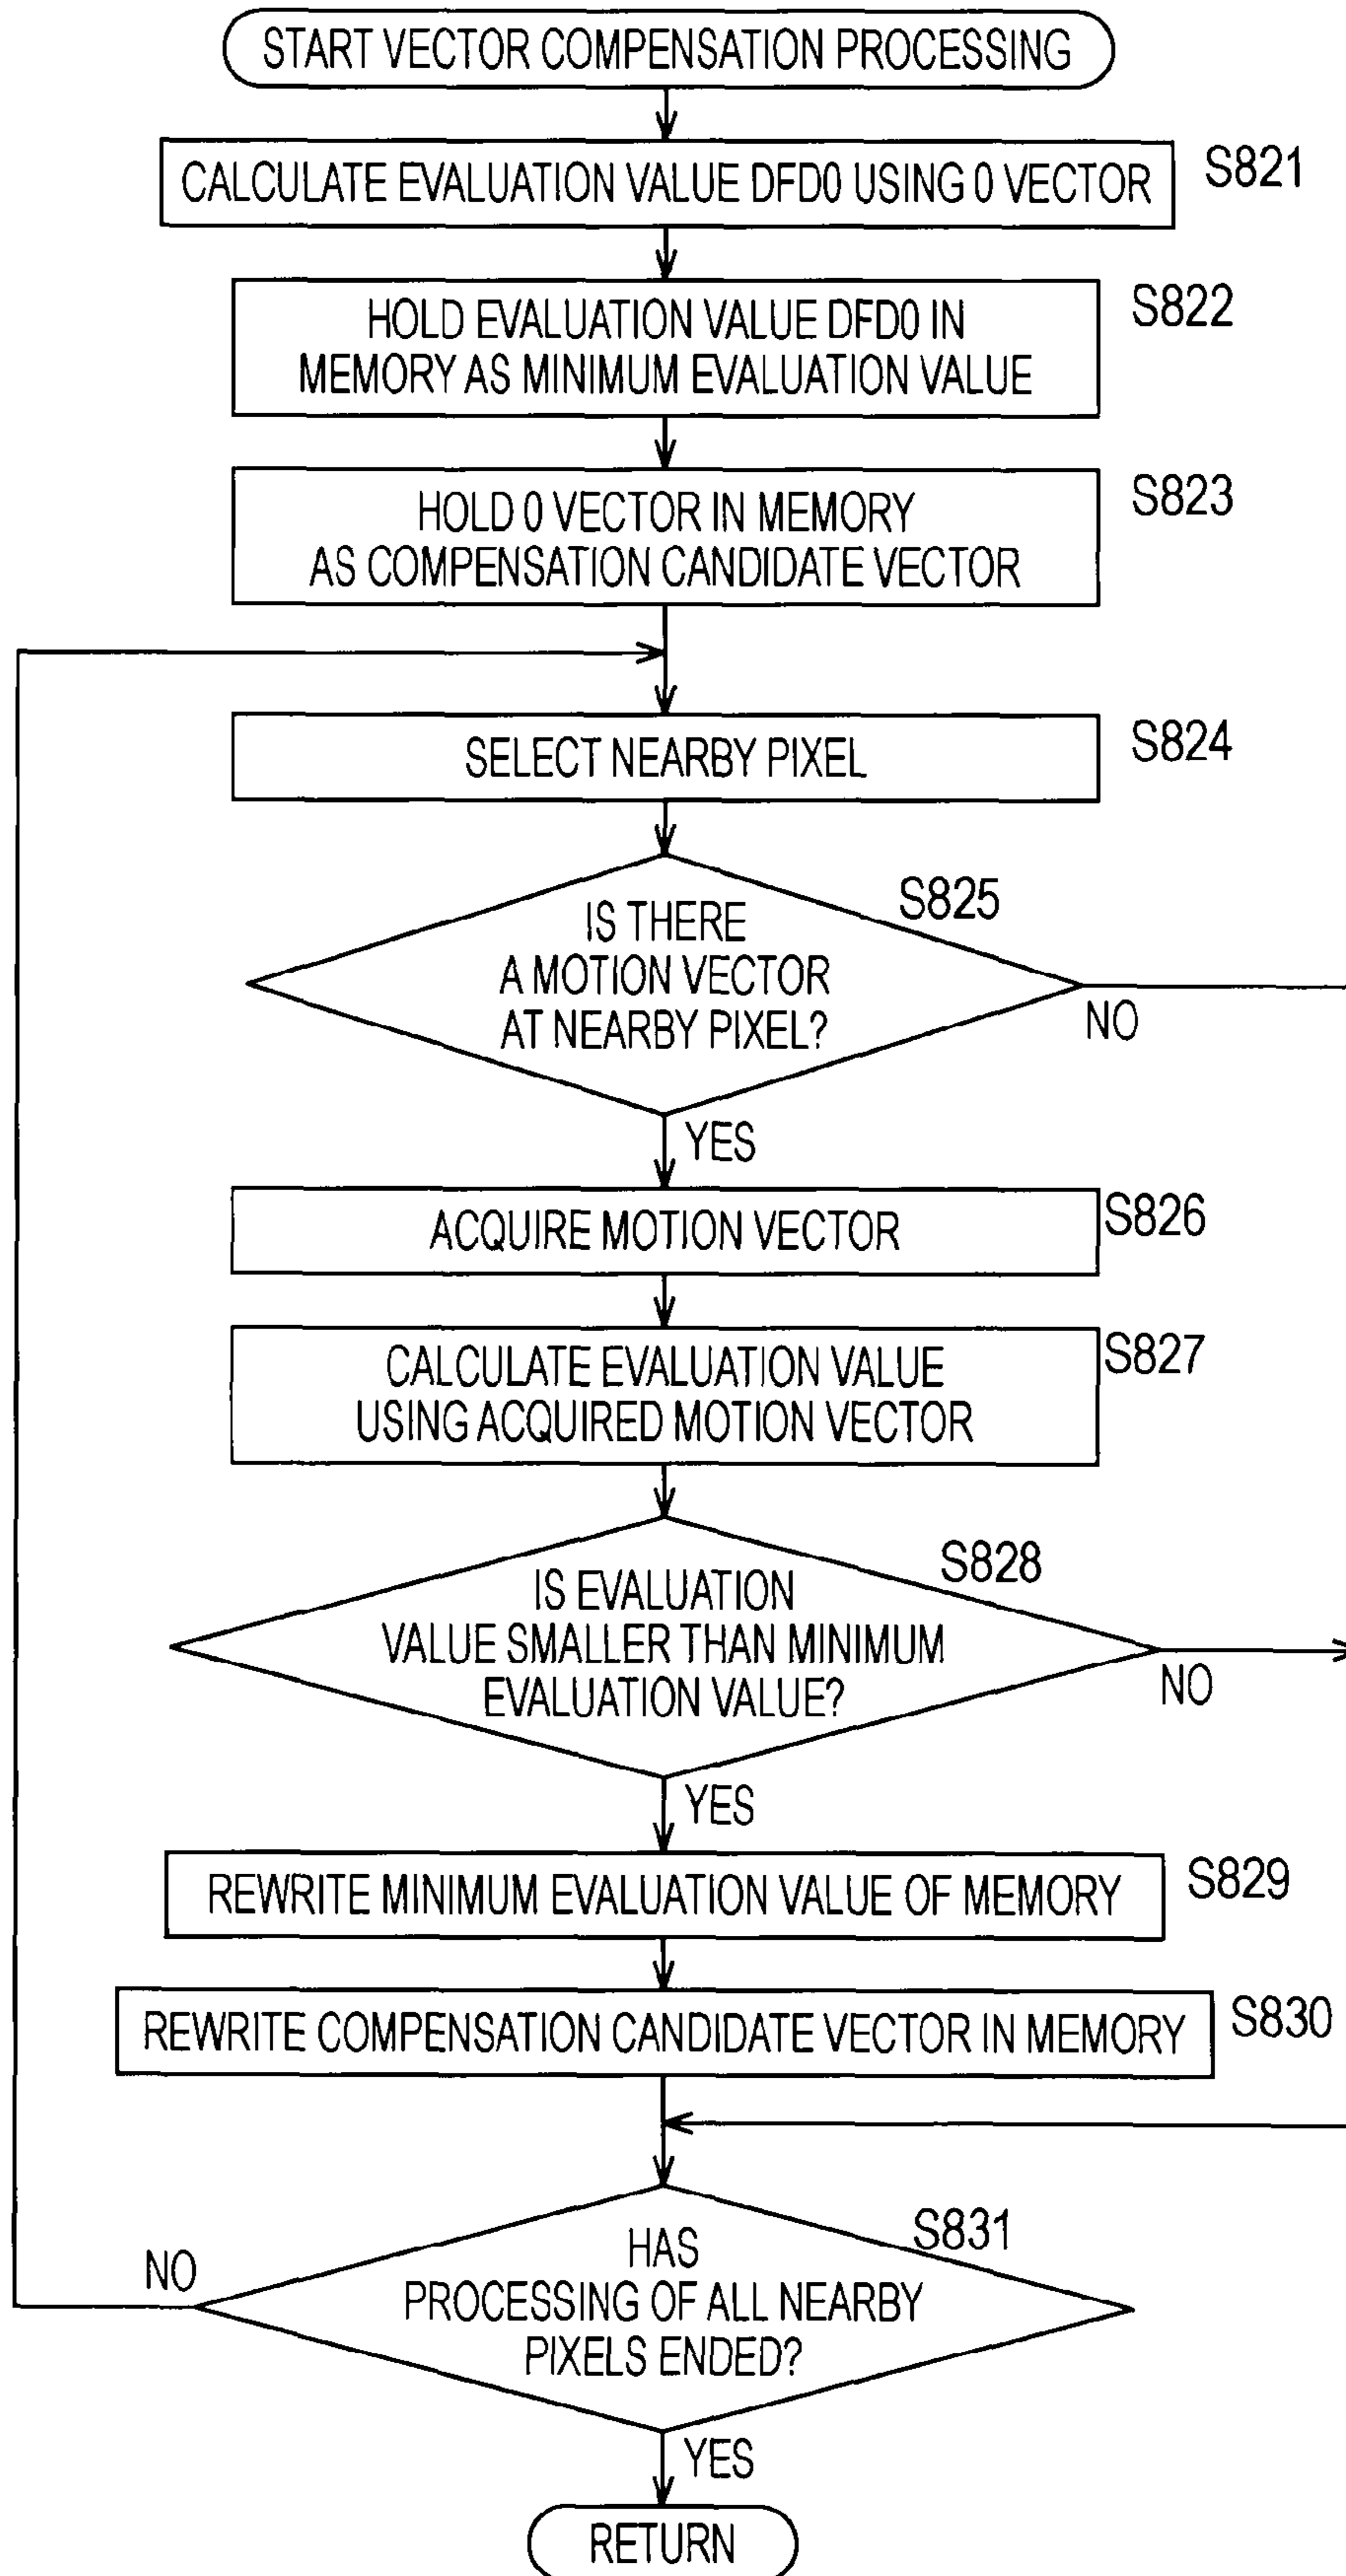 START VECTOR COMPENSATION PROCESSING
CALCULATE EVALUATION VALUE DFD0 USING 0 VECTOR
S821
HOLD EVALUATION VALUE DFD0 IN
MEMORY AS MINIMUM EVALUATION VALUE
S822
HOLD 0 VECTOR IN MEMORY
AS COMPENSATION CANDIDATE VECTOR
S823
SELECT NEARBY PIXEL
S824
IS THERE
A MOTION VECTOR
AT NEARBY PIXEL?
S825
NO
YES
ACQUIRE MOTION VECTOR
S826
CALCULATE EVALUATION VALUE
USING ACQUIRED MOTION VECTOR
S827
IS EVALUATION
VALUE SMALLER THAN MINIMUM
EVALUATION VALUE?
S828
NO
YES
REWRITE MINIMUM EVALUATION VALUE OF MEMORY
S829
REWRITE COMPENSATION CANDIDATE VECTOR IN MEMORY
S830
HAS
PROCESSING OF ALL NEARBY
PIXELS ENDED?
S831
NO
YES
RETURN